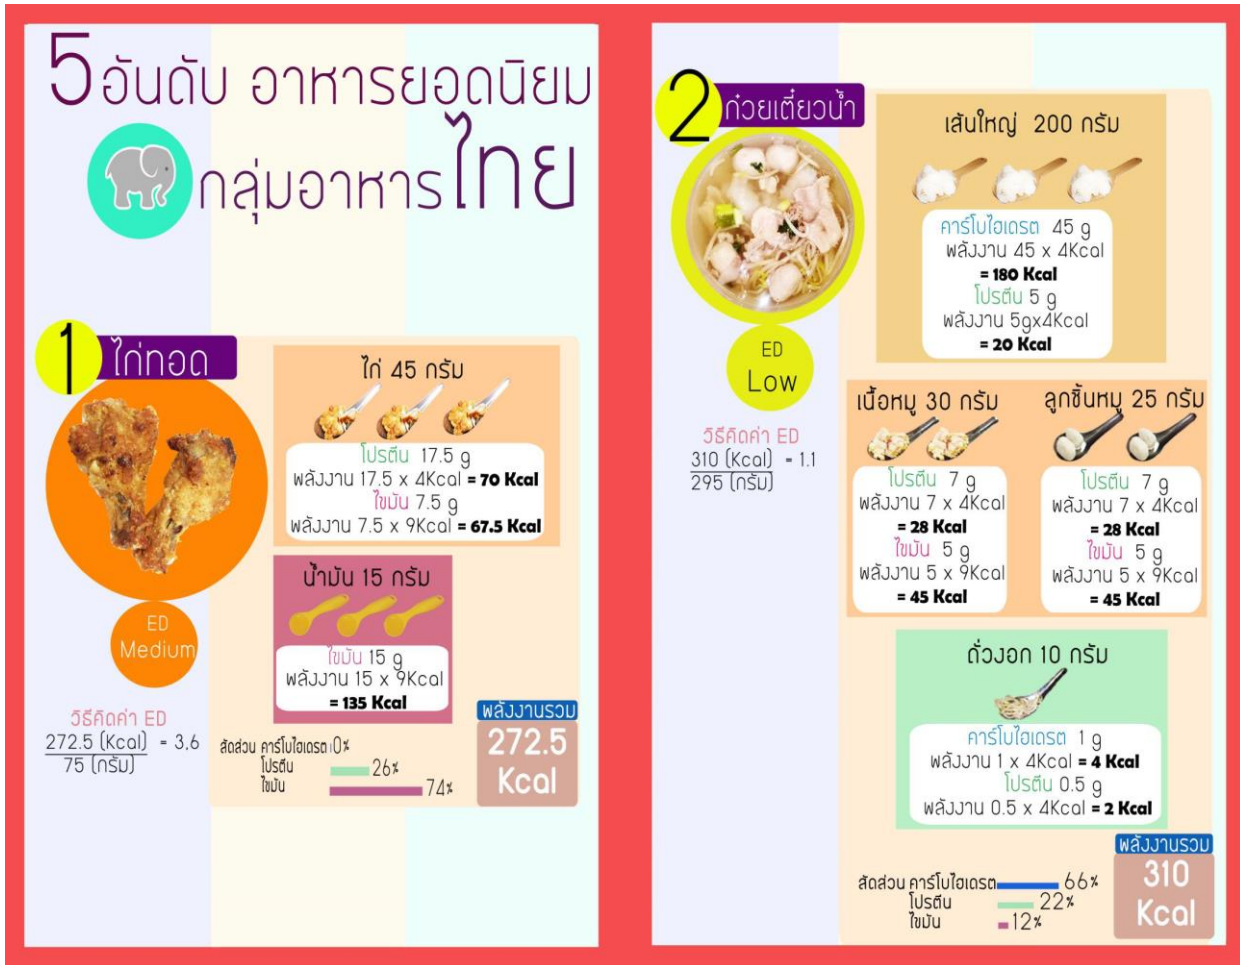 5อันดับ อาหารยอดนิยม
กลุ่มอาหารไทย
1 ไก่ทอด
ไก่ 45 กรัม
โปรตีน 17.5 g
พลังงาน 17.5 x 4Kcal = 70 Kcal
ไขมัน 7.5 g
พลังงาน 7.5 x 9Kcal = 67.5 Kcal
น้ำมัน 15 กรัม
ไขมัน 15 g
พลังงาน 15 x 9Kcal
= 135 Kcal
ED
Medium
วิธีคิดค่า ED
272.5 (Kcal) = 3.6
75 (กรัม)
สัดส่วน คาร์โบไฮเดรต 0%
โปรตีน 26%
ไขมัน 74%
พลังงานรวม
272.5
Kcal
2 ก๋วยเตี๋ยวน้ำ
เส้นใหญ่ 200 กรัม
คาร์โบไฮเดรต 45 g
พลังงาน 45 x 4Kcal
= 180 Kcal
โปรตีน 5 g
พลังงาน 5gx4Kcal
= 20 Kcal
ED
Low
วิธีคิดค่า ED
310 (Kcal) = 1.1
295 (กรัม)
เนื้อหมู 30 กรัม
โปรตีน 7 g
พลังงาน 7 x 4Kcal
= 28 Kcal
ไขมัน 5 g
พลังงาน 5 x 9Kcal
= 45 Kcal
ลูกชิ้นหมู 25 กรัม
โปรตีน 7 g
พลังงาน 7 x 4Kcal
= 28 Kcal
ไขมัน 5 g
พลังงาน 5 x 9Kcal
= 45 Kcal
ถั่วงอก 10 กรัม
คาร์โบไฮเดรต 1 g
พลังงาน 1 x 4Kcal = 4 Kcal
โปรตีน 0.5 g
พลังงาน 0.5 x 4Kcal = 2 Kcal
สัดส่วน คาร์โบไฮเดรต 66%
โปรตีน 22%
ไขมัน 12%
พลังงานรวม
310
Kcal